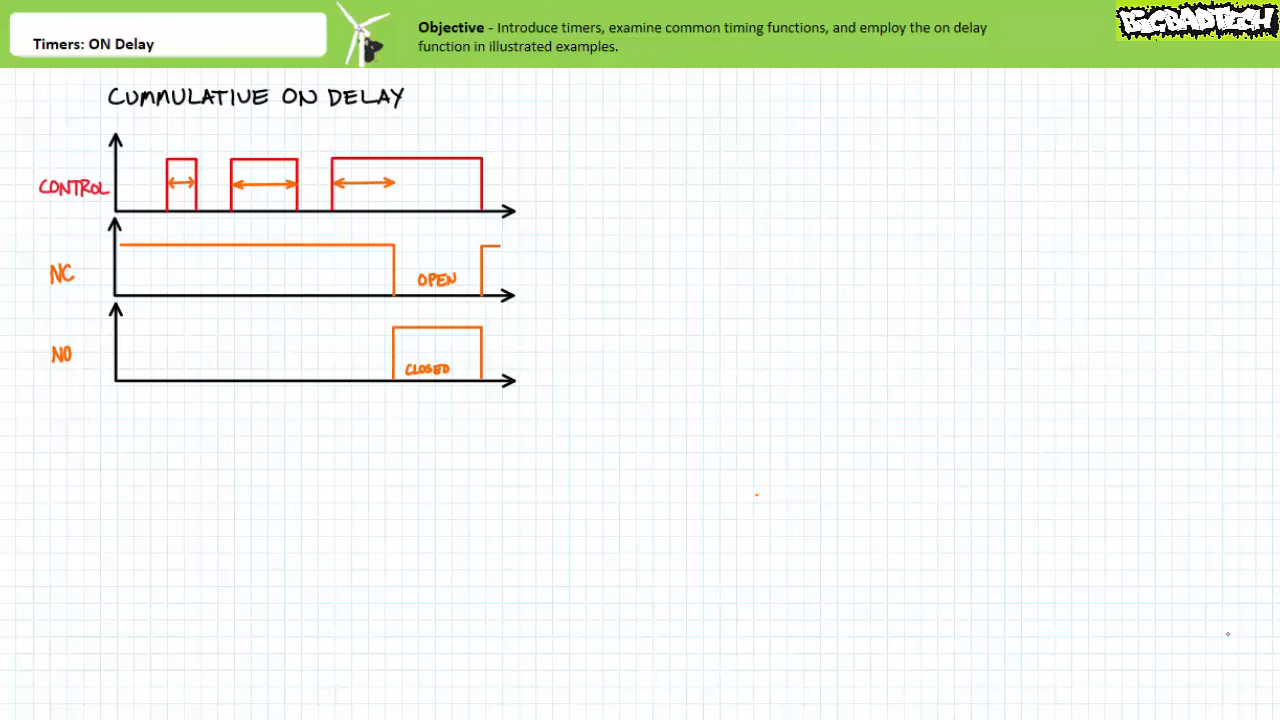 Timers: ON Delay
Objective - Introduce timers, examine common timing functions, and employ the on delay
function in illustrated examples.
BIGBADTECH
CUMMULATIVE ON DELAY
CONTROL
NC
OPEN
NO
CLOSED